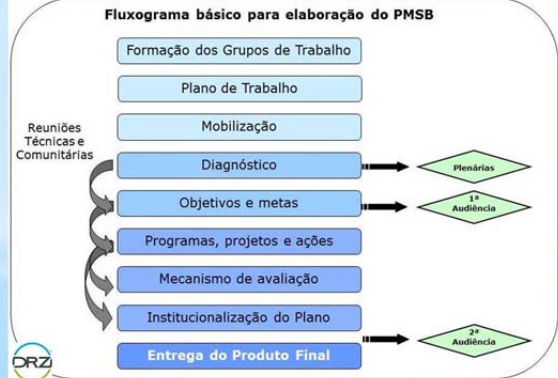 Fluxograma básico para elaboração do PMSB
Formação dos Grupos de Trabalho
Plano de Trabalho
Mobilização
Reuniões
Técnicas e
Comunitárias
Diagnóstico
Plenárias
Objetivos e metas
1ª
Audiência
Programas, projetos e ações
Mecanismo de avaliação
Institucionalização do Plano
2ª
Audiência
Entrega do Produto Final
DRZ